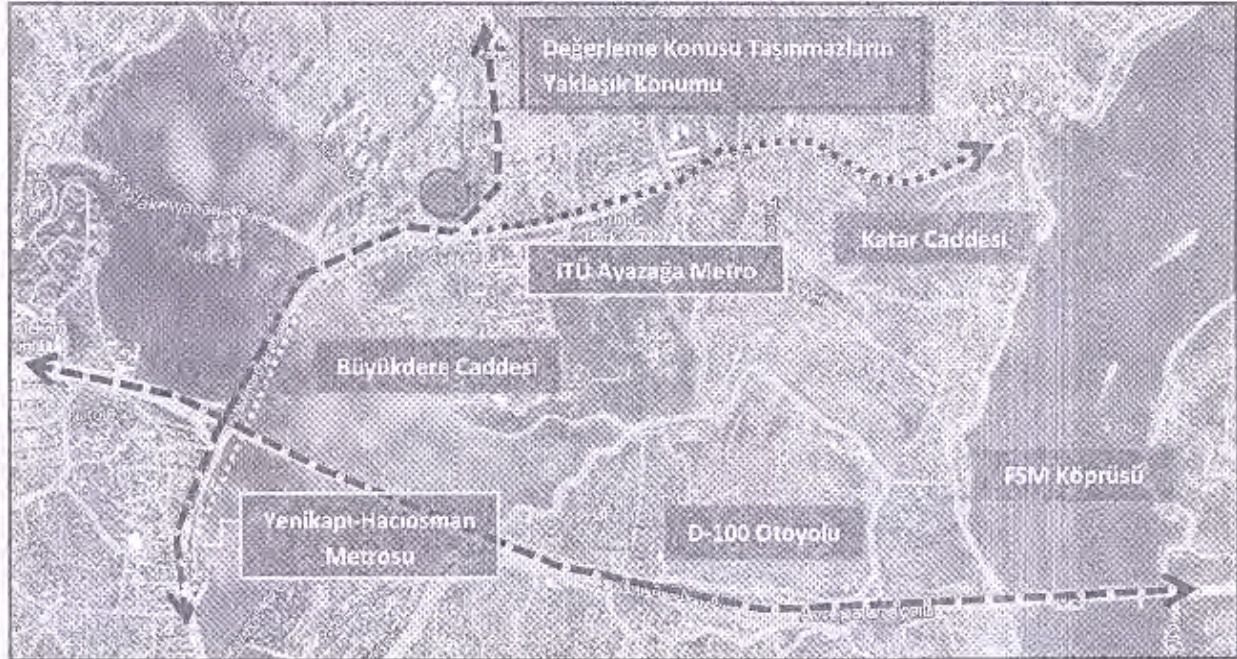 Değerleme Konusu Taşınmazların
Yaklaşık Konumu
Katar Caddesi
İTÜ Ayazağa Metro
Büyükdere Caddesi
FSM Köprüsü
Yenikapı-Hacıosman
Metrosu
D-100 Otoyolu